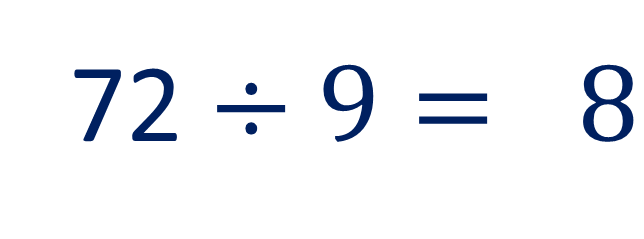 72 ÷ 9 = 8